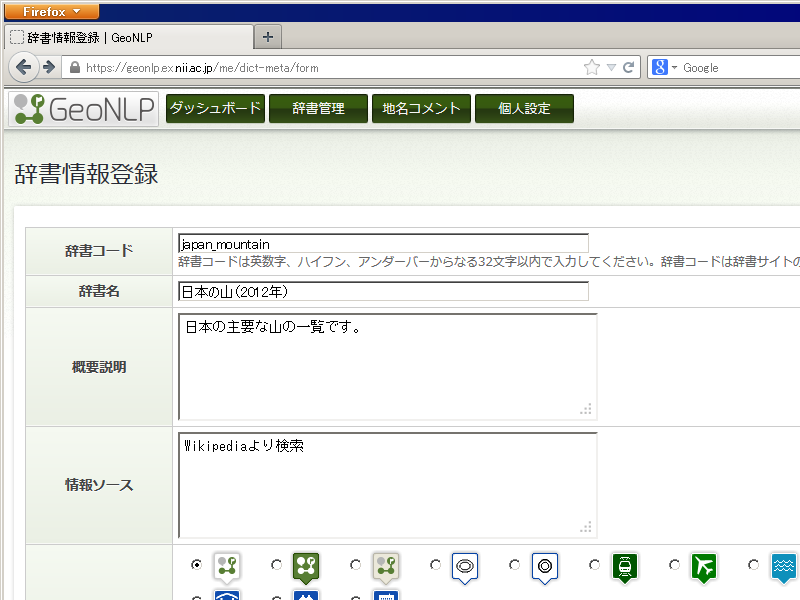 Firefox
辞書情報登録 | GeoNLP
https://geonlp.ex.nii.ac.jp/me/dict-meta/form
Google
GeoNLP
ダッシュボード
辞書管理
地名コメント
個人設定
辞書情報登録
辞書コード
japan_mountain
辞書コードは英数字、ハイフン、アンダーバーからなる32文字以内で入力してください。辞書コードは辞書サイトの
辞書名
日本の山(2012年)
概要説明
日本の主要な山の一覧です。
情報ソース
Wikipediaより検索